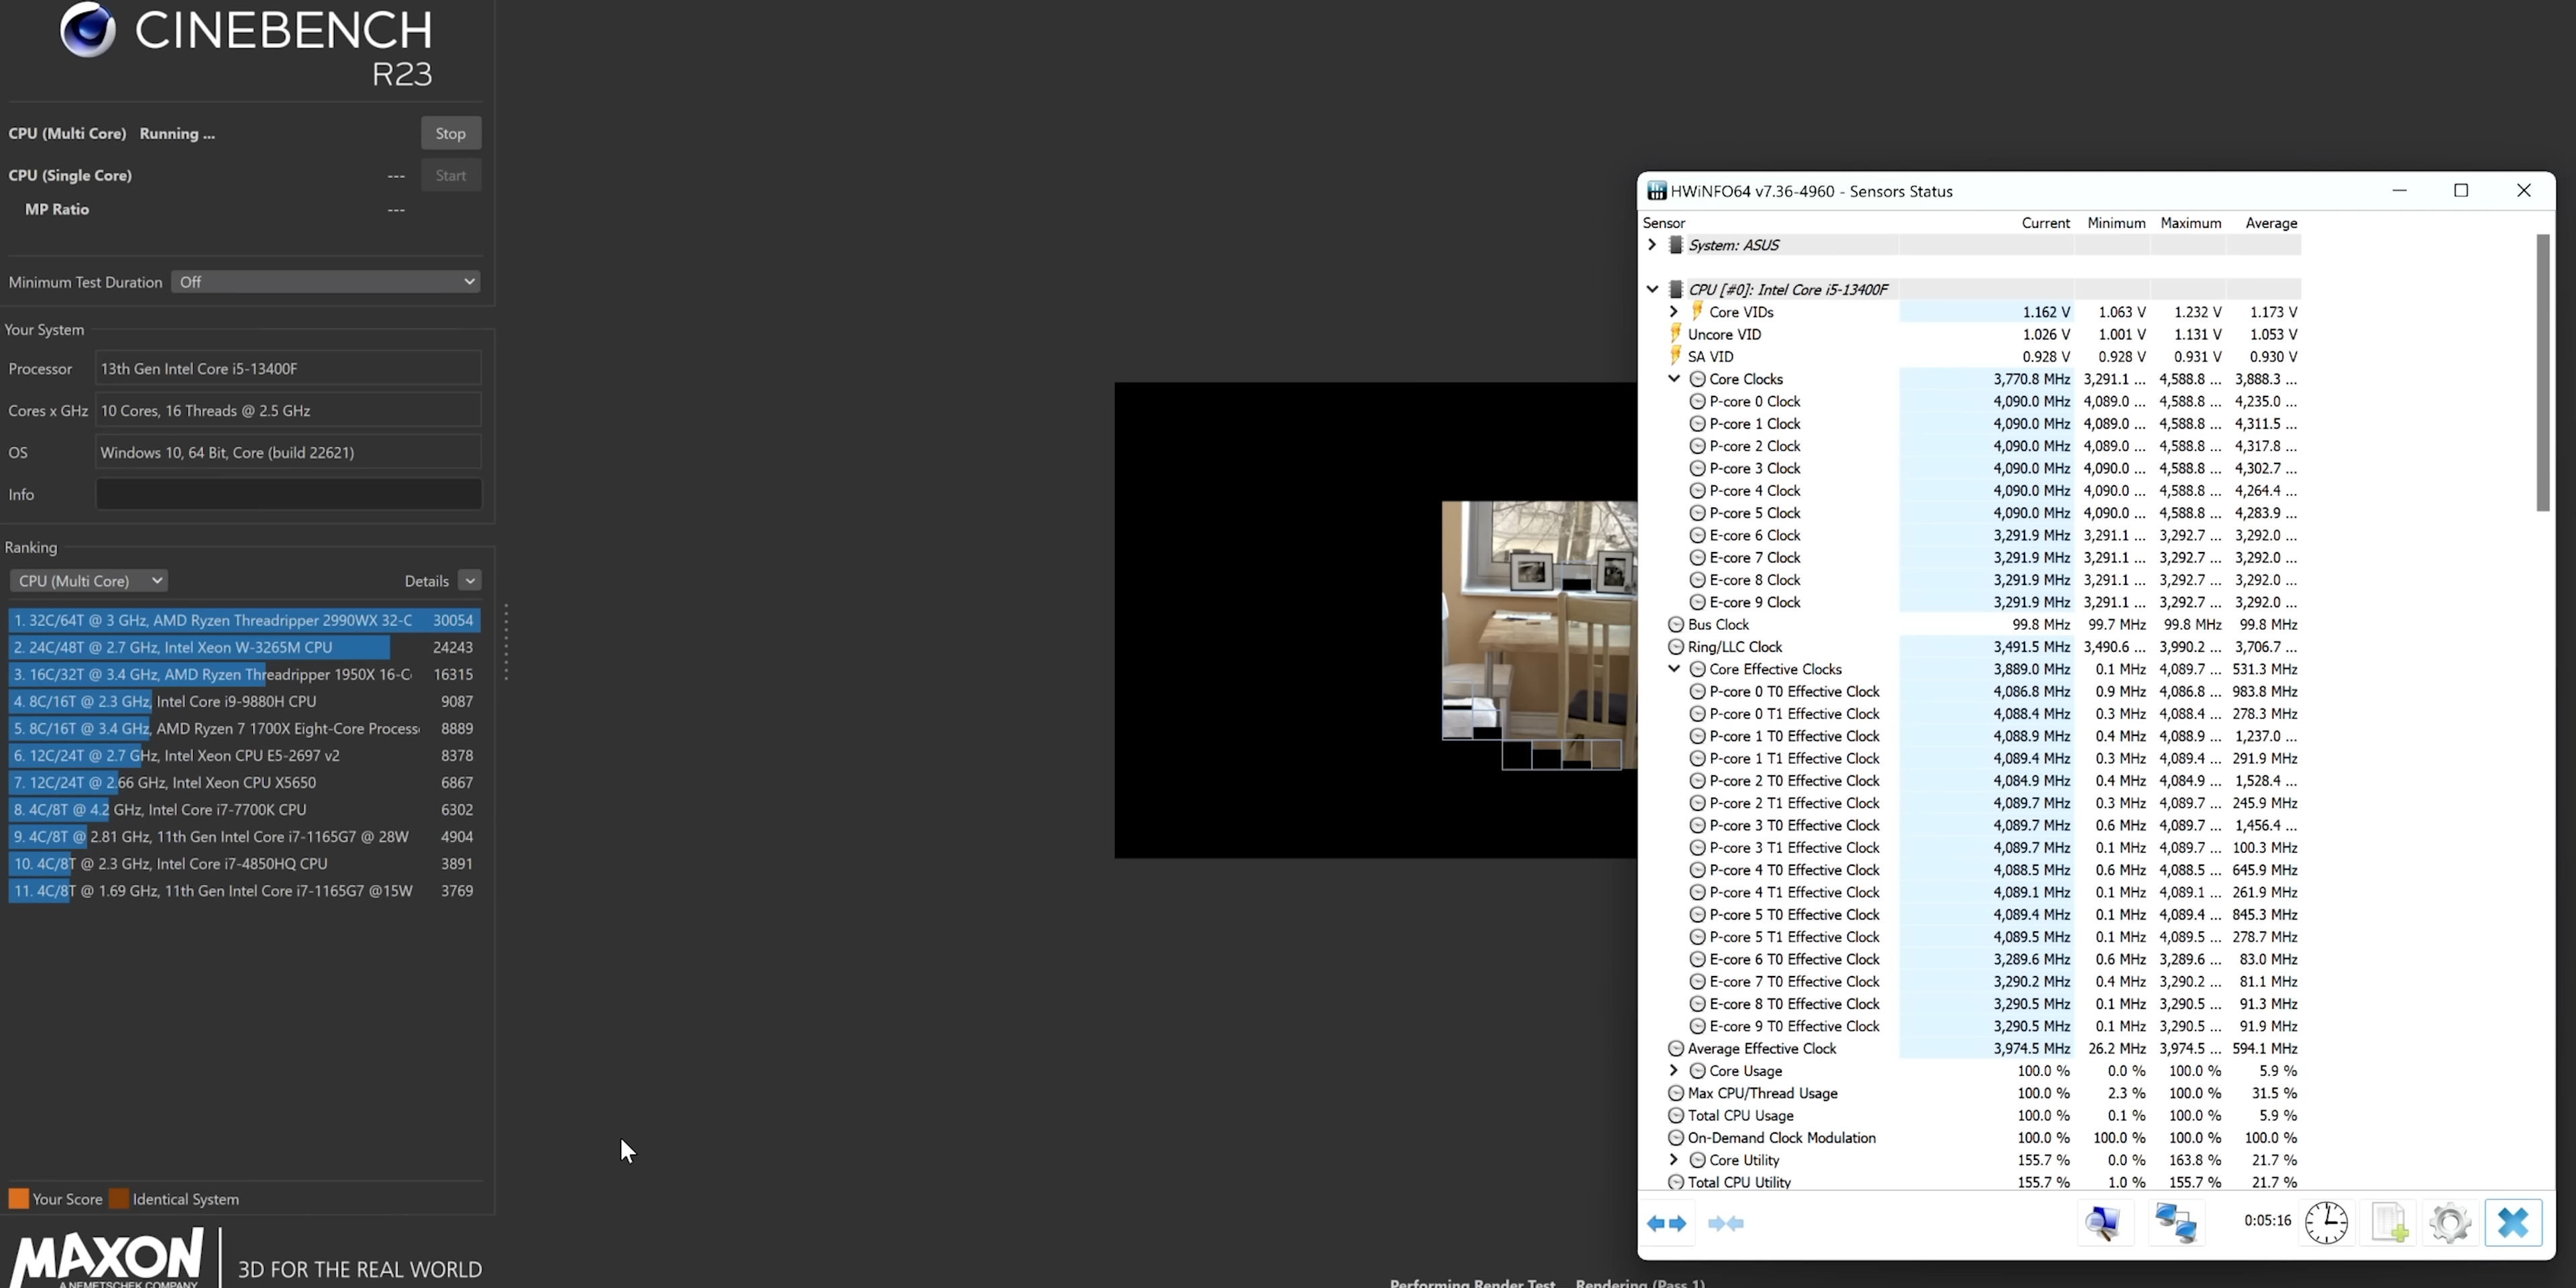 CINEBENCH
R23
CPU (Multi Core) Running ... Stop
CPU (Single Core) --- Start
MP Ratio ---
Minimum Test Duration Off
Your System
Processor 13th Gen Intel Core i5-13400F
Cores x GHz 10 Cores, 16 Threads @ 2.5 GHz
OS Windows 10, 64 Bit, Core (build 22621)
Info
Ranking
CPU (Multi Core) Details
1. 32C/64T @ 3 GHz, AMD Ryzen Threadripper 2990WX 32-C 30054
2. 24C/48T @ 2.7 GHz, Intel Xeon W-3265M CPU 24243
3. 16C/32T @ 3.4 GHz, AMD Ryzen Threadripper 1950X 16-C 16315
4. 8C/16T @ 2.3 GHz, Intel Core i9-9880H CPU 9087
5. 8C/16T @ 3.4 GHz, AMD Ryzen 7 1700X Eight-Core Process 8889
6. 12C/24T @ 2.7 GHz, Intel Xeon CPU E5-2697 v2 8378
7. 12C/24T @ 2.66 GHz, Intel Xeon CPU X5650 6867
8. 4C/8T @ 4.2 GHz, Intel Core i7-7700K CPU 6302
9. 4C/8T @ 2.81 GHz, 11th Gen Intel Core i7-1165G7 @ 28W 4904
10. 4C/8T @ 2.3 GHz, Intel Core i7-4850HQ CPU 3891
11. 4C/8T @ 1.69 GHz, 11th Gen Intel Core i7-1165G7 @15W 3769
Your Score Identical System
MAXON
A NEMETSCHEK COMPANY
3D FOR THE REAL WORLD
Performing Render Test Rendering (Pass 1)
HWiNFO64 v7.36-4960 - Sensors Status
Sensor Current Minimum Maximum Average
System: ASUS
CPU [#0]: Intel Core i5-13400F
Core VIDs 1.162 V 1.063 V 1.232 V 1.173 V
Uncore VID 1.026 V 1.001 V 1.131 V 1.053 V
SA VID 0.928 V 0.928 V 0.931 V 0.930 V
Core Clocks 3,770.8 MHz 3,291.1 ... 4,588.8 ... 3,888.3 ...
P-core 0 Clock 4,090.0 MHz 4,089.0 ... 4,588.8 ... 4,235.0 ...
P-core 1 Clock 4,090.0 MHz 4,089.0 ... 4,588.8 ... 4,311.5 ...
P-core 2 Clock 4,090.0 MHz 4,089.0 ... 4,588.8 ... 4,317.8 ...
P-core 3 Clock 4,090.0 MHz 4,090.0 ... 4,588.8 ... 4,302.7 ...
P-core 4 Clock 4,090.0 MHz 4,090.0 ... 4,588.8 ... 4,264.4 ...
P-core 5 Clock 4,090.0 MHz 4,090.0 ... 4,588.8 ... 4,283.9 ...
E-core 6 Clock 3,291.9 MHz 3,291.1 ... 3,292.7 ... 3,292.0 ...
E-core 7 Clock 3,291.9 MHz 3,291.1 ... 3,292.7 ... 3,292.0 ...
E-core 8 Clock 3,291.9 MHz 3,291.1 ... 3,292.7 ... 3,292.0 ...
E-core 9 Clock 3,291.9 MHz 3,291.1 ... 3,292.7 ... 3,292.0 ...
Bus Clock 99.8 MHz 99.7 MHz 99.8 MHz 99.8 MHz
Ring/LLC Clock 3,491.5 MHz 3,490.6 ... 3,990.2 ... 3,706.7 ...
Core Effective Clocks 3,889.0 MHz 0.1 MHz 4,089.7 ... 531.3 MHz
P-core 0 T0 Effective Clock 4,086.8 MHz 0.9 MHz 4,086.8 ... 983.8 MHz
P-core 0 T1 Effective Clock 4,088.4 MHz 0.3 MHz 4,088.4 ... 278.3 MHz
P-core 1 T0 Effective Clock 4,088.9 MHz 0.4 MHz 4,088.9 ... 1,237.0 ...
P-core 1 T1 Effective Clock 4,089.4 MHz 0.3 MHz 4,089.4 ... 291.9 MHz
P-core 2 T0 Effective Clock 4,084.9 MHz 0.4 MHz 4,084.9 ... 1,528.4 ...
P-core 2 T1 Effective Clock 4,089.7 MHz 0.3 MHz 4,089.7 ... 245.9 MHz
P-core 3 T0 Effective Clock 4,089.7 MHz 0.6 MHz 4,089.7 ... 1,456.4 ...
P-core 3 T1 Effective Clock 4,089.7 MHz 0.1 MHz 4,089.7 ... 100.3 MHz
P-core 4 T0 Effective Clock 4,088.5 MHz 0.6 MHz 4,088.5 ... 645.9 MHz
P-core 4 T1 Effective Clock 4,089.1 MHz 0.1 MHz 4,089.1 ... 261.9 MHz
P-core 5 T0 Effective Clock 4,089.4 MHz 0.1 MHz 4,089.4 ... 845.3 MHz
P-core 5 T1 Effective Clock 4,089.5 MHz 0.1 MHz 4,089.5 ... 278.7 MHz
E-core 6 T0 Effective Clock 3,289.6 MHz 0.6 MHz 3,289.6 ... 83.0 MHz
E-core 7 T0 Effective Clock 3,290.2 MHz 0.4 MHz 3,290.2 ... 81.1 MHz
E-core 8 T0 Effective Clock 3,290.5 MHz 0.1 MHz 3,290.5 ... 91.3 MHz
E-core 9 T0 Effective Clock 3,290.5 MHz 0.1 MHz 3,290.5 ... 91.9 MHz
Average Effective Clock 3,974.5 MHz 26.2 MHz 3,974.5 ... 594.1 MHz
Core Usage 100.0 % 0.0 % 100.0 % 5.9 %
Max CPU/Thread Usage 100.0 % 2.3 % 100.0 % 31.5 %
Total CPU Usage 100.0 % 0.1 % 100.0 % 5.9 %
On-Demand Clock Modulation 100.0 % 100.0 % 100.0 % 100.0 %
Core Utility 155.7 % 0.0 % 163.8 % 21.7 %
Total CPU Utility 155.7 % 1.0 % 155.7 % 21.7 %
0:05:16